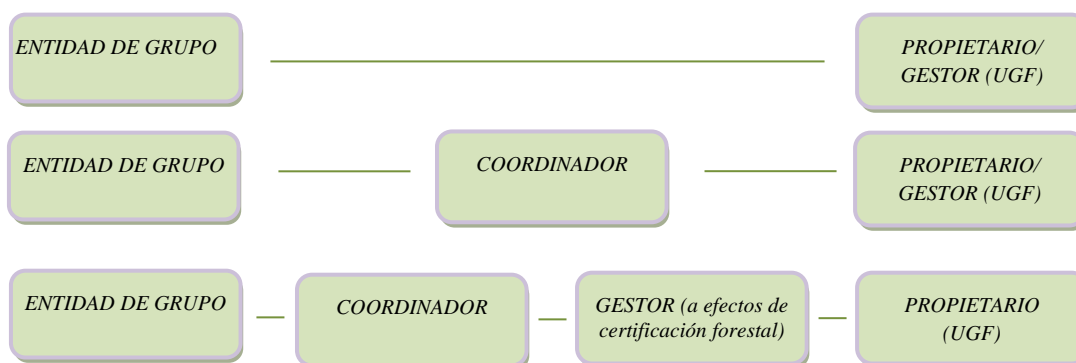 ENTIDAD DE GRUPO
PROPIETARIO/
GESTOR (UGF)
ENTIDAD DE GRUPO
COORDINADOR
PROPIETARIO/
GESTOR (UGF)
ENTIDAD DE GRUPO
COORDINADOR
GESTOR (a efectos de
certificación forestal)
PROPIETARIO
(UGF)